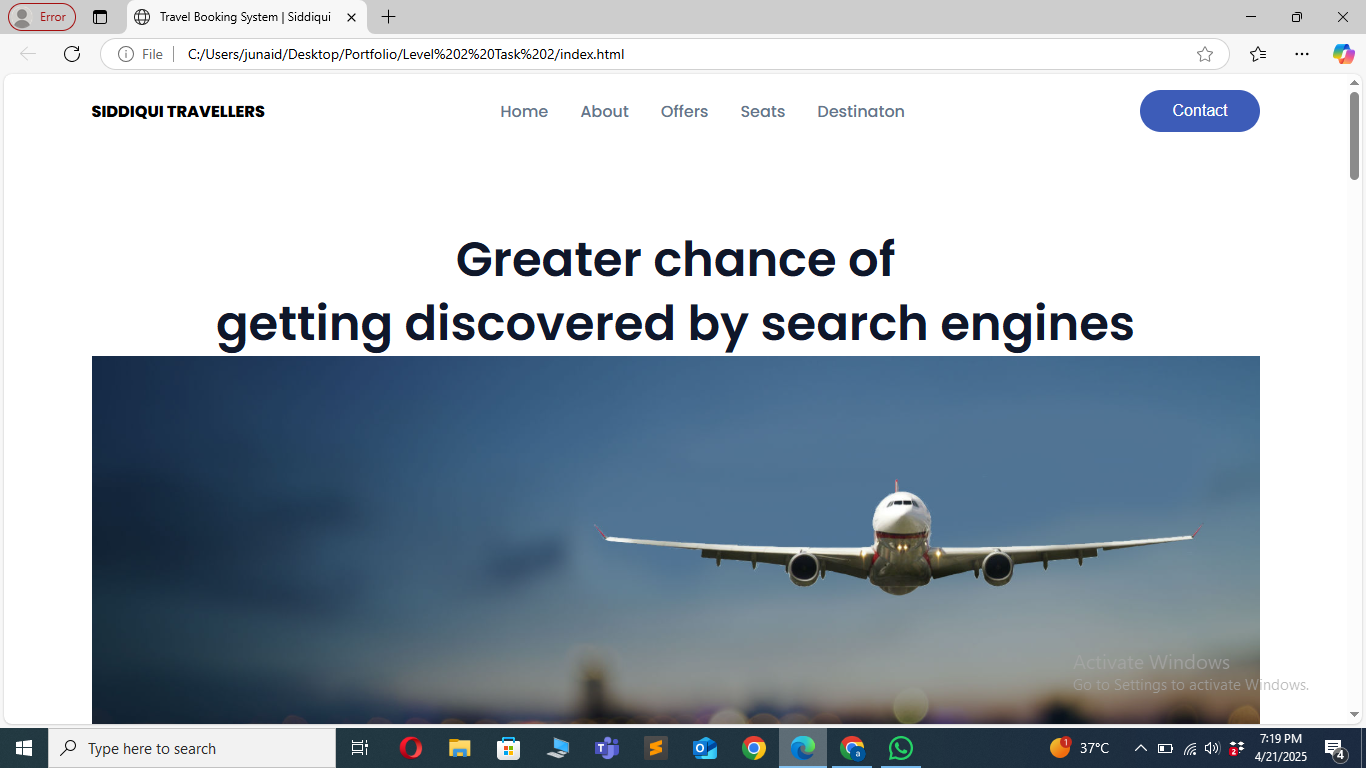 Error
Travel Booking System | Siddiqui
File
C:/Users/junaid/Desktop/Portfolio/Level%202%20Task%202/index.html
SIDDIQUI TRAVELLERS
Home About Offers Seats Destinaton
Contact
Greater chance of
getting discovered by search engines
Activate Windows
Go to Settings to activate Windows.
Type here to search
1
37°C
2
7:19 PM
4/21/2025
4